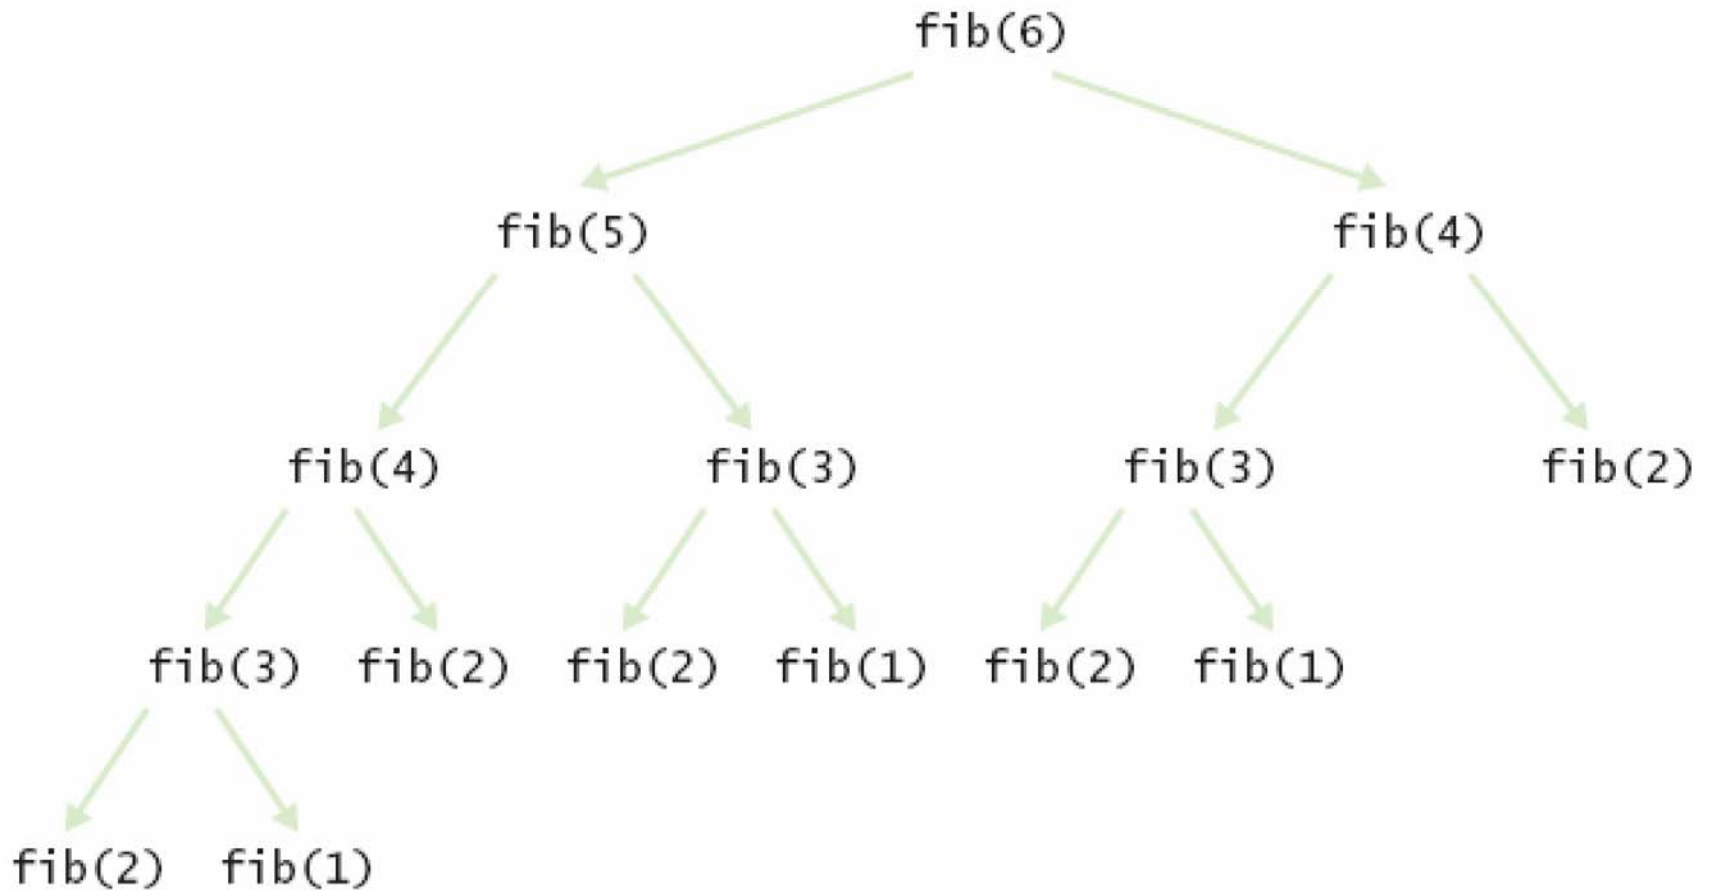 fib(6)
fib(5) fib(4)
fib(4) fib(3) fib(3) fib(2)
fib(3) fib(2) fib(2) fib(1) fib(2) fib(1)
fib(2) fib(1)